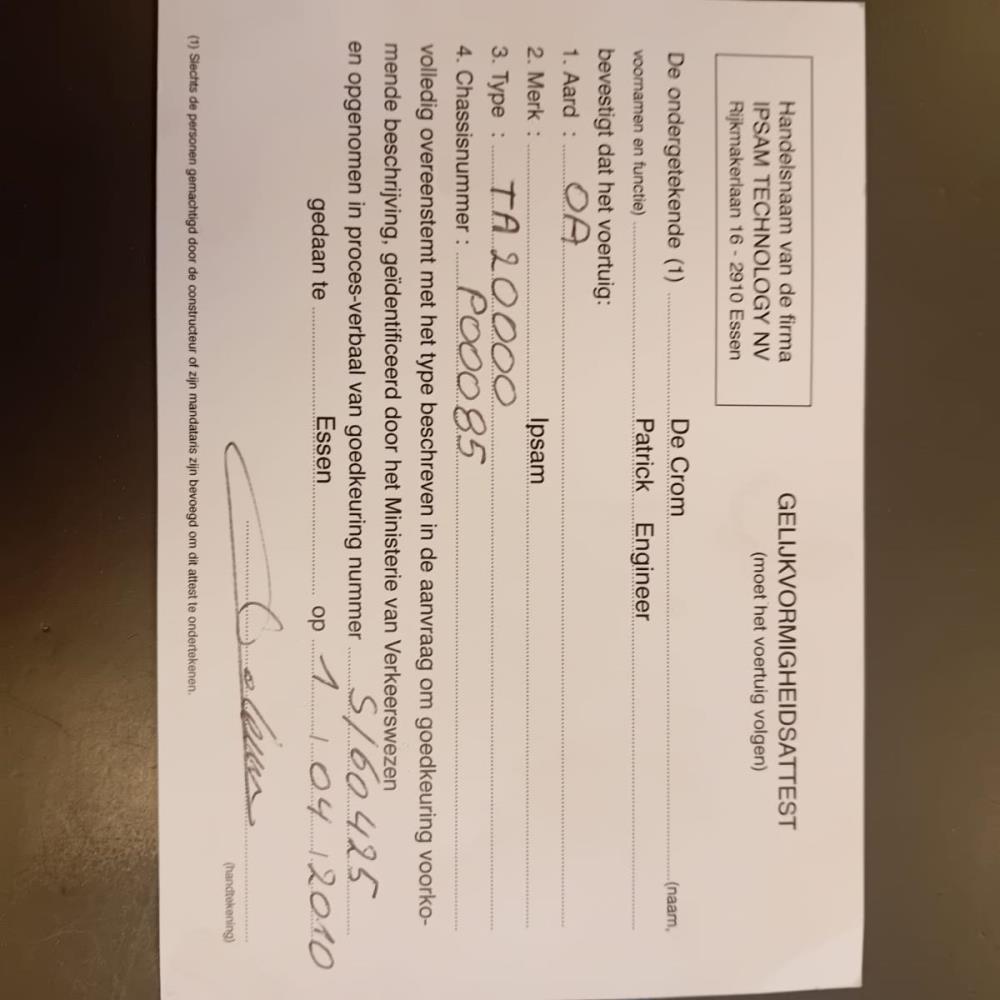 Handelsnaam van de firma
IPSAM TECHNOLOGY NV
Rijkmakerlaan 16 - 2910 Essen
GELIJKVORMIGHEIDSATTEST
(moet het voertuig volgen)
De ondergetekende (1) De Crom (naam,
voornamen en functie) Patrick Engineer
bevestigt dat het voertuig:
1. Aard : OA
2. Merk : Ipsam
3. Type : TA 20000
4. Chassisnummer : P00085
volledig overeenstemt met het type beschreven in de aanvraag om goedkeuring voorko-
mende beschrijving, geïdentificeerd door het Ministerie van Verkeerswezen
en opgenomen in proces-verbaal van goedkeuring nummer S/60425
gedaan te Essen op 1 / 04 / 2010
(handtekening)
(1) Slechts de personen gemachtigd door de constructeur of zijn mandataris zijn bevoegd om dit attest te ondertekenen.